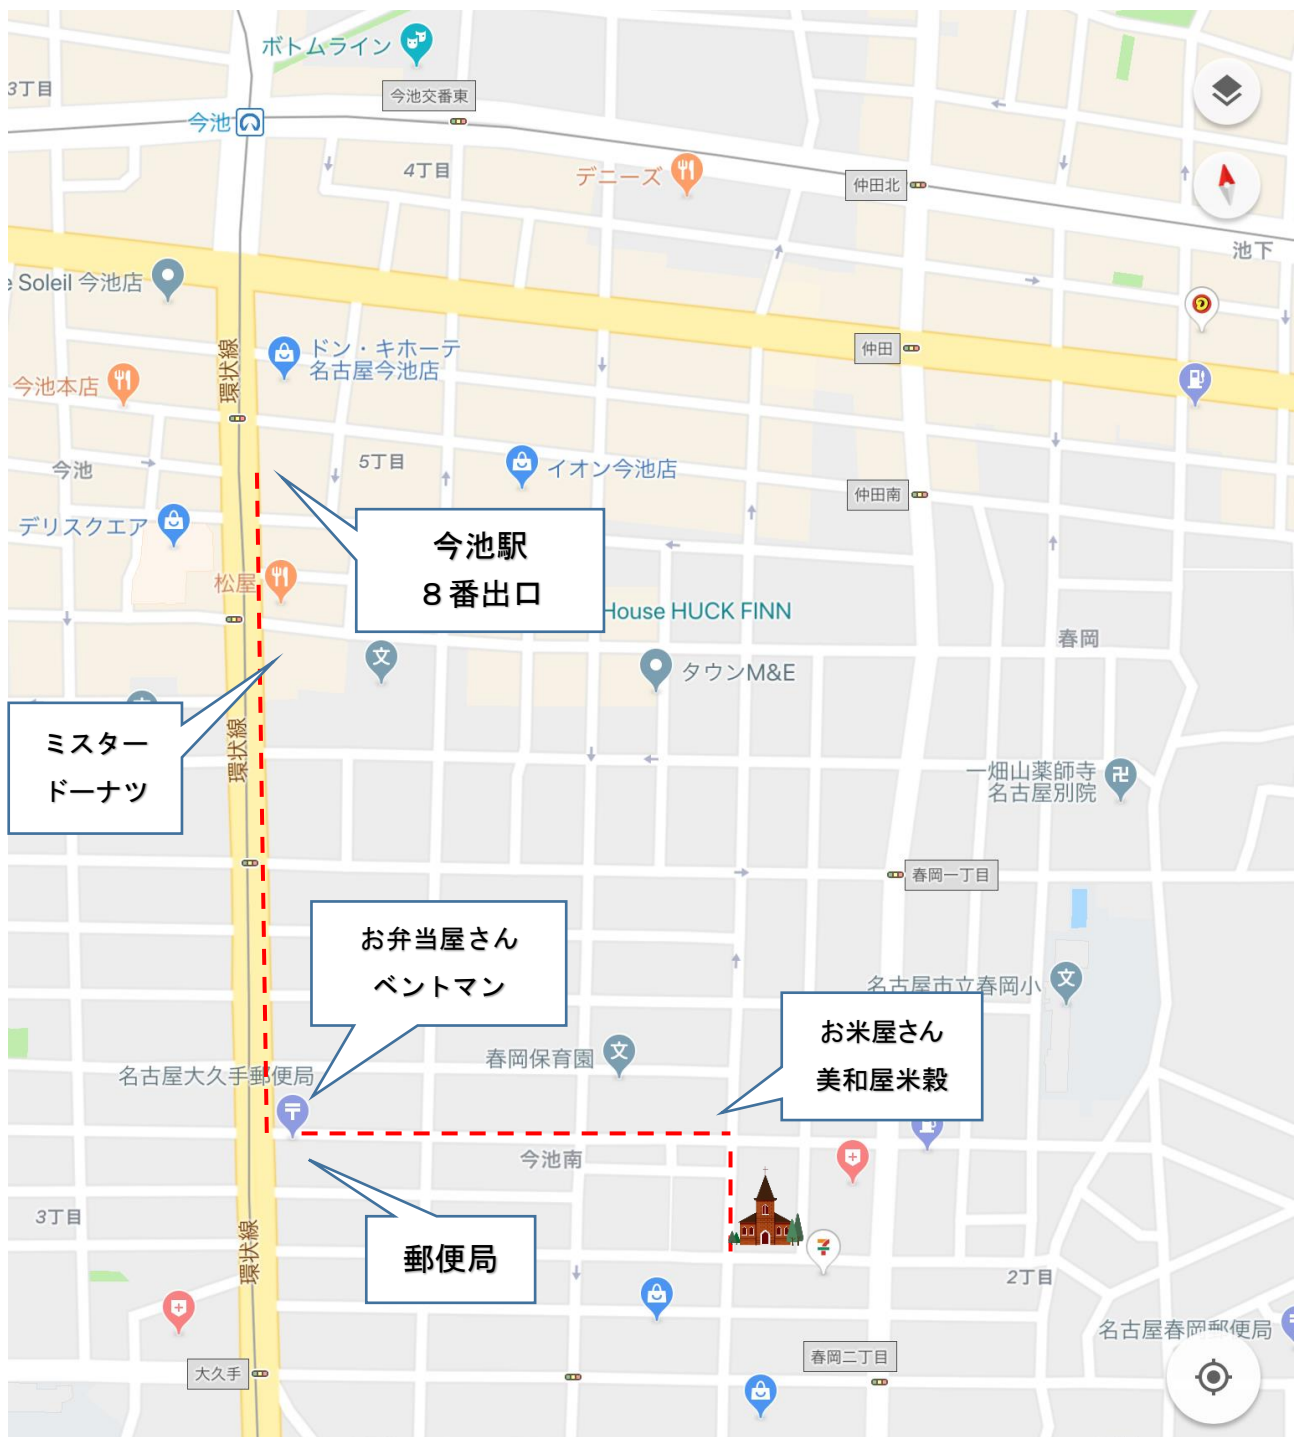 ボトムライン
3丁目
今池交番東
今池
4丁目
デニーズ
仲田北
池下
e Soleil 今池店
環状線
ドン・キホーテ
名古屋今池店
仲田
今池本店
今池
5丁目
イオン今池店
仲田南
デリスクエア
今池駅
８番出口
松屋
House HUCK FINN
春岡
タウンM&E
ミスター
ドーナツ
環状線
一畑山薬師寺
名古屋別院
春岡一丁目
お弁当屋さん
ベントマン
名古屋市立春岡小
お米屋さん
美和屋米穀
春岡保育園
名古屋大久手郵便局
今池南
3丁目
環状線
郵便局
2丁目
名古屋春岡郵便局
大久手
春岡二丁目